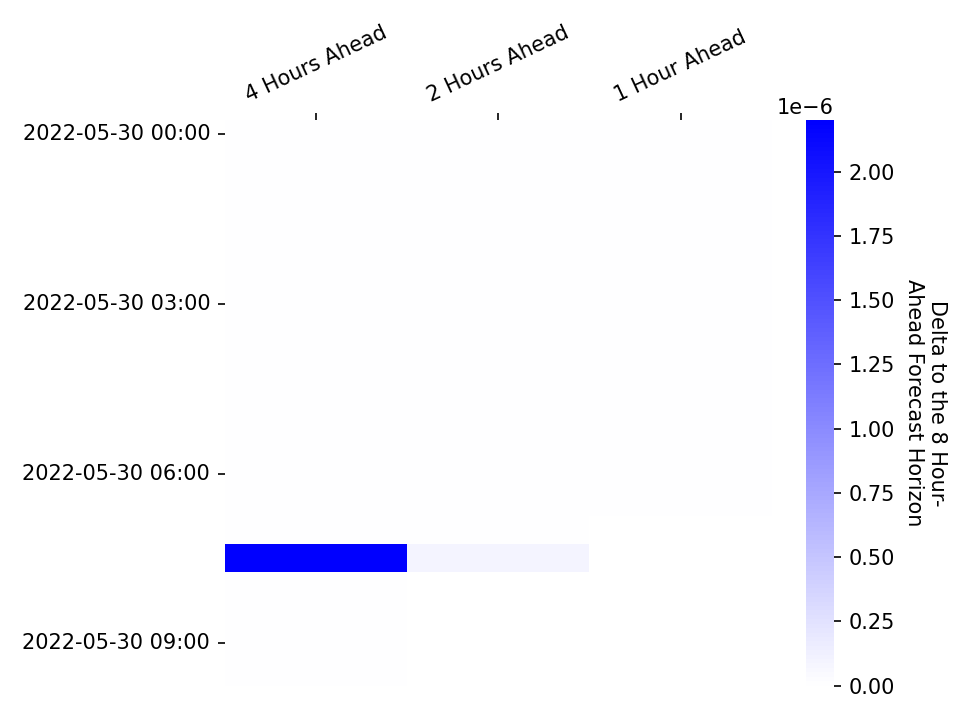 4 Hours Ahead
2 Hours Ahead
1 Hour Ahead
1e−6
2022-05-30 00:00
2022-05-30 03:00
2022-05-30 06:00
2022-05-30 09:00
2.00
1.75
1.50
1.25
1.00
0.75
0.50
0.25
0.00
Delta to the 8 Hour-
Ahead Forecast Horizon